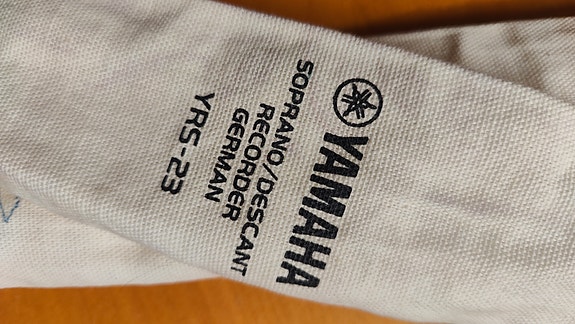 YAMAHA
SOPRANO/DESCANT
RECORDER
GERMAN
YRS-23